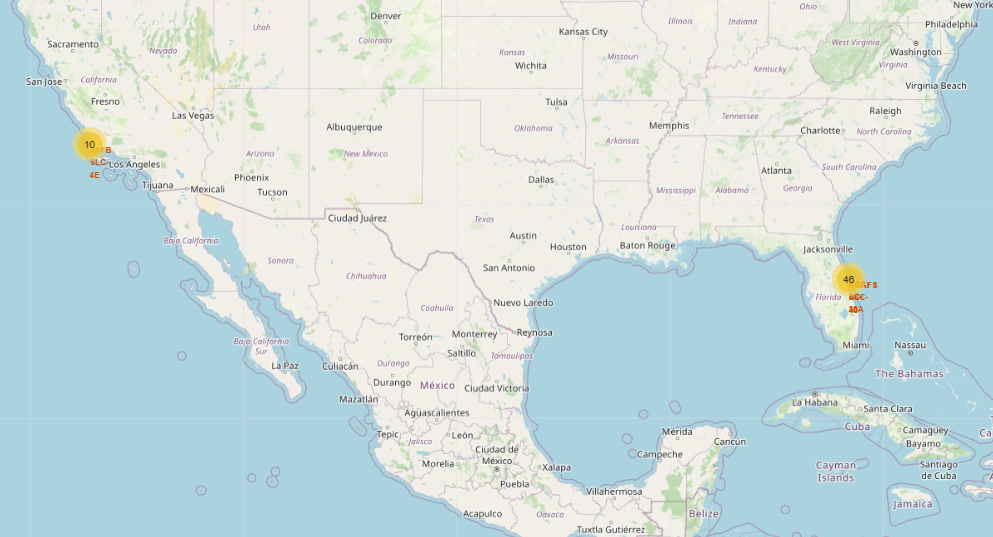 New York
Denver
Utah
Illinois
Indiana
Ohio
Philadelphia
Kansas City
Sacramento
Nevada
Colorado
West Virginia
Washington
Kansas
Missouri
Virginia
Wichita
Kentucky
San Jose
California
Virginia Beach
Fresno
Tulsa
Las Vegas
Raleigh
Albuquerque
Oklahoma
Memphis
Tennessee
Charlotte
North Carolina
10
Arkansas
Arizona
New Mexico
Los Angeles
South Carolina
Atlanta
4E
Phoenix
Dallas
Tijuana
Mexicali
Tucson
Mississippi
Alabama
Georgia
Ciudad Juárez
Texas
Louisiana
Austin
Baja California
Houston
Baton Rouge
Jacksonville
Sonora
San Antonio
Chihuahua
46
Florida
Nuevo Laredo
Coahuila
Torreón
Monterrey
Reynosa
Baja California
Sur
Saltillo
Tamaulipas
Miami
Nassau
La Paz
Culiacán
Durango
The Bahamas
Durango
México
Ciudad Victoria
Mazatlán
La Habana
Santa Clara
Aguascalientes
Cuba
Camagüey
Tepic
León
Jalisco
Mérida
Cancun
Bayamo
Ciudad de
México
Campeche
Morelia
Xalapa
Cayman
Islands
Santiago
de Cuba
Puebla
Villahermosa
Jamaica
Acapulco
Oaxaca
Belize
Tuxtla Gutiérrez